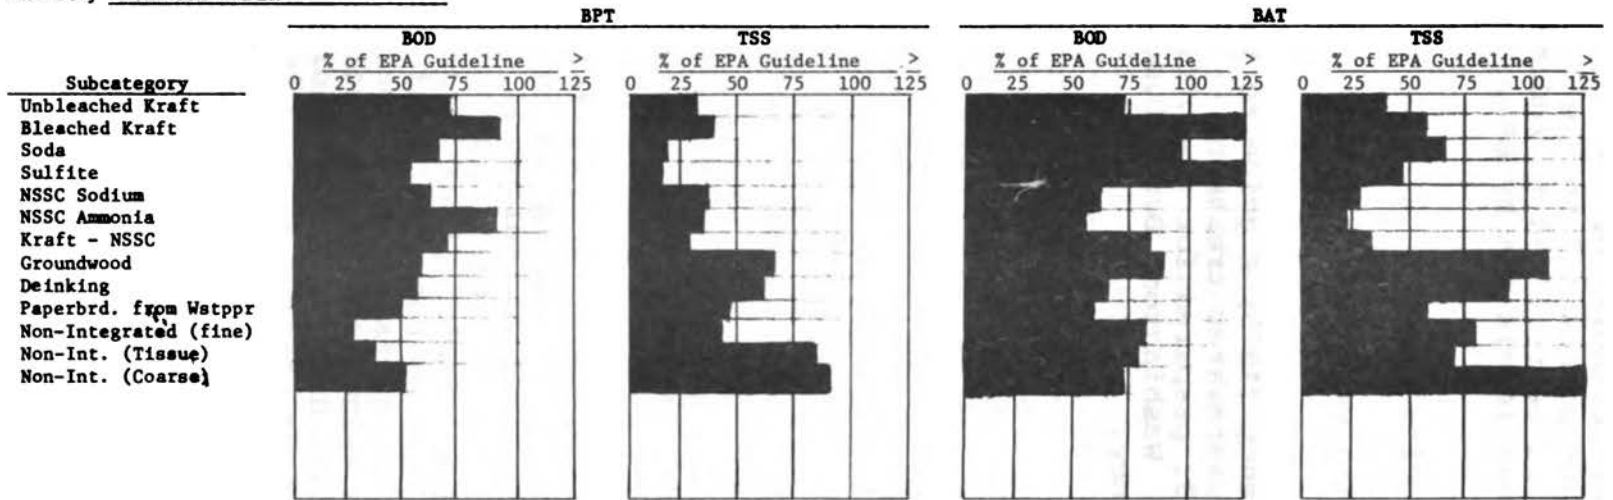 BPT BAT
BOD TSS BOD TSS
% of EPA Guideline > % of EPA Guideline > % of EPA Guideline > % of EPA Guideline >
Subcategory 0 25 50 75 100 125 0 25 50 75 100 125 0 25 50 75 100 125 0 25 50 75 100 125
Unbleached Kraft
Bleached Kraft
Soda
Sulfite
NSSC Sodium
NSSC Ammonia
Kraft - NSSC
Groundwood
Deinking
Paperbrd. from Wstppr
Non-Integrated (fine)
Non-Int. (Tissue)
Non-Int. (Coarse)